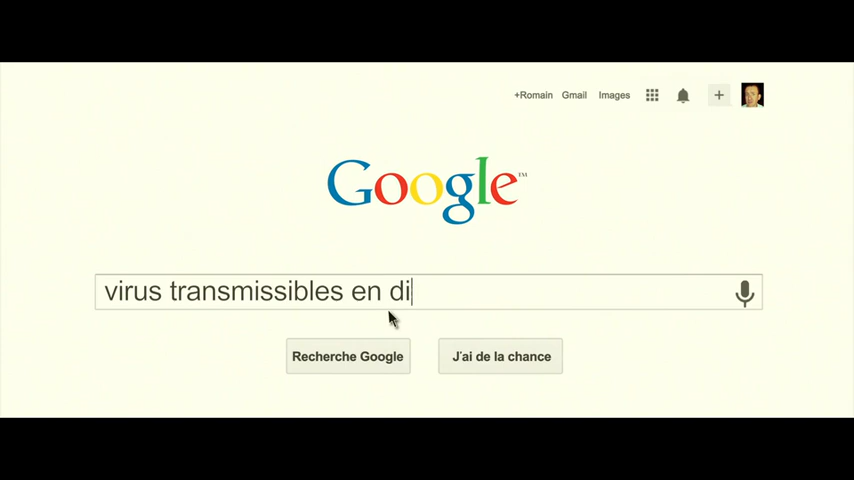 +Romain Gmail Images
Google™
virus transmissibles en di
Recherche Google J'ai de la chance